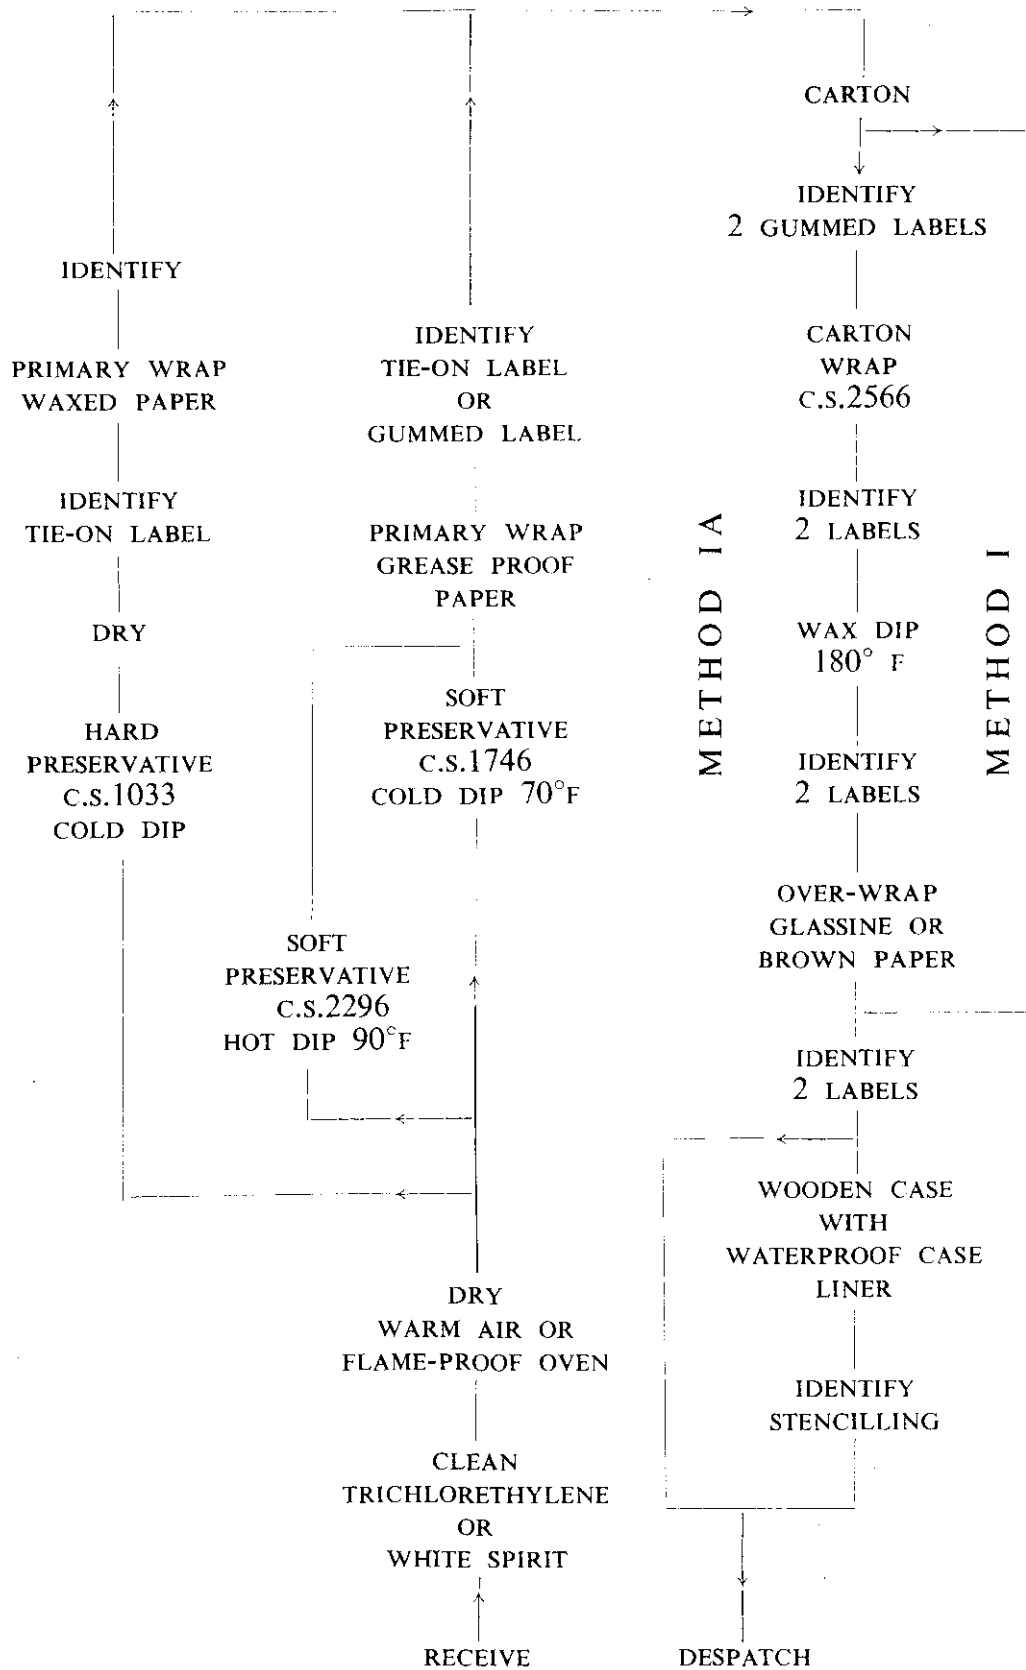 IDENTIFY
PRIMARY WRAP
WAXED PAPER
IDENTIFY
TIE-ON LABEL
DRY
HARD
PRESERVATIVE
C.S.1033
COLD DIP
IDENTIFY
TIE-ON LABEL
OR
GUMMED LABEL
PRIMARY WRAP
GREASE PROOF
PAPER
SOFT
PRESERVATIVE
C.S.1746
COLD DIP 70°F
SOFT
PRESERVATIVE
C.S.2296
HOT DIP 90°F
DRY
WARM AIR OR
FLAME-PROOF OVEN
CLEAN
TRICHLORETHYLENE
OR
WHITE SPIRIT
RECEIVE
METHOD IA
CARTON
IDENTIFY
2 GUMMED LABELS
CARTON
WRAP
C.S.2566
IDENTIFY
2 LABELS
WAX DIP
180° F
IDENTIFY
2 LABELS
OVER-WRAP
GLASSINE OR
BROWN PAPER
IDENTIFY
2 LABELS
WOODEN CASE
WITH
WATERPROOF CASE
LINER
IDENTIFY
STENCILLING
DESPATCH
METHOD I